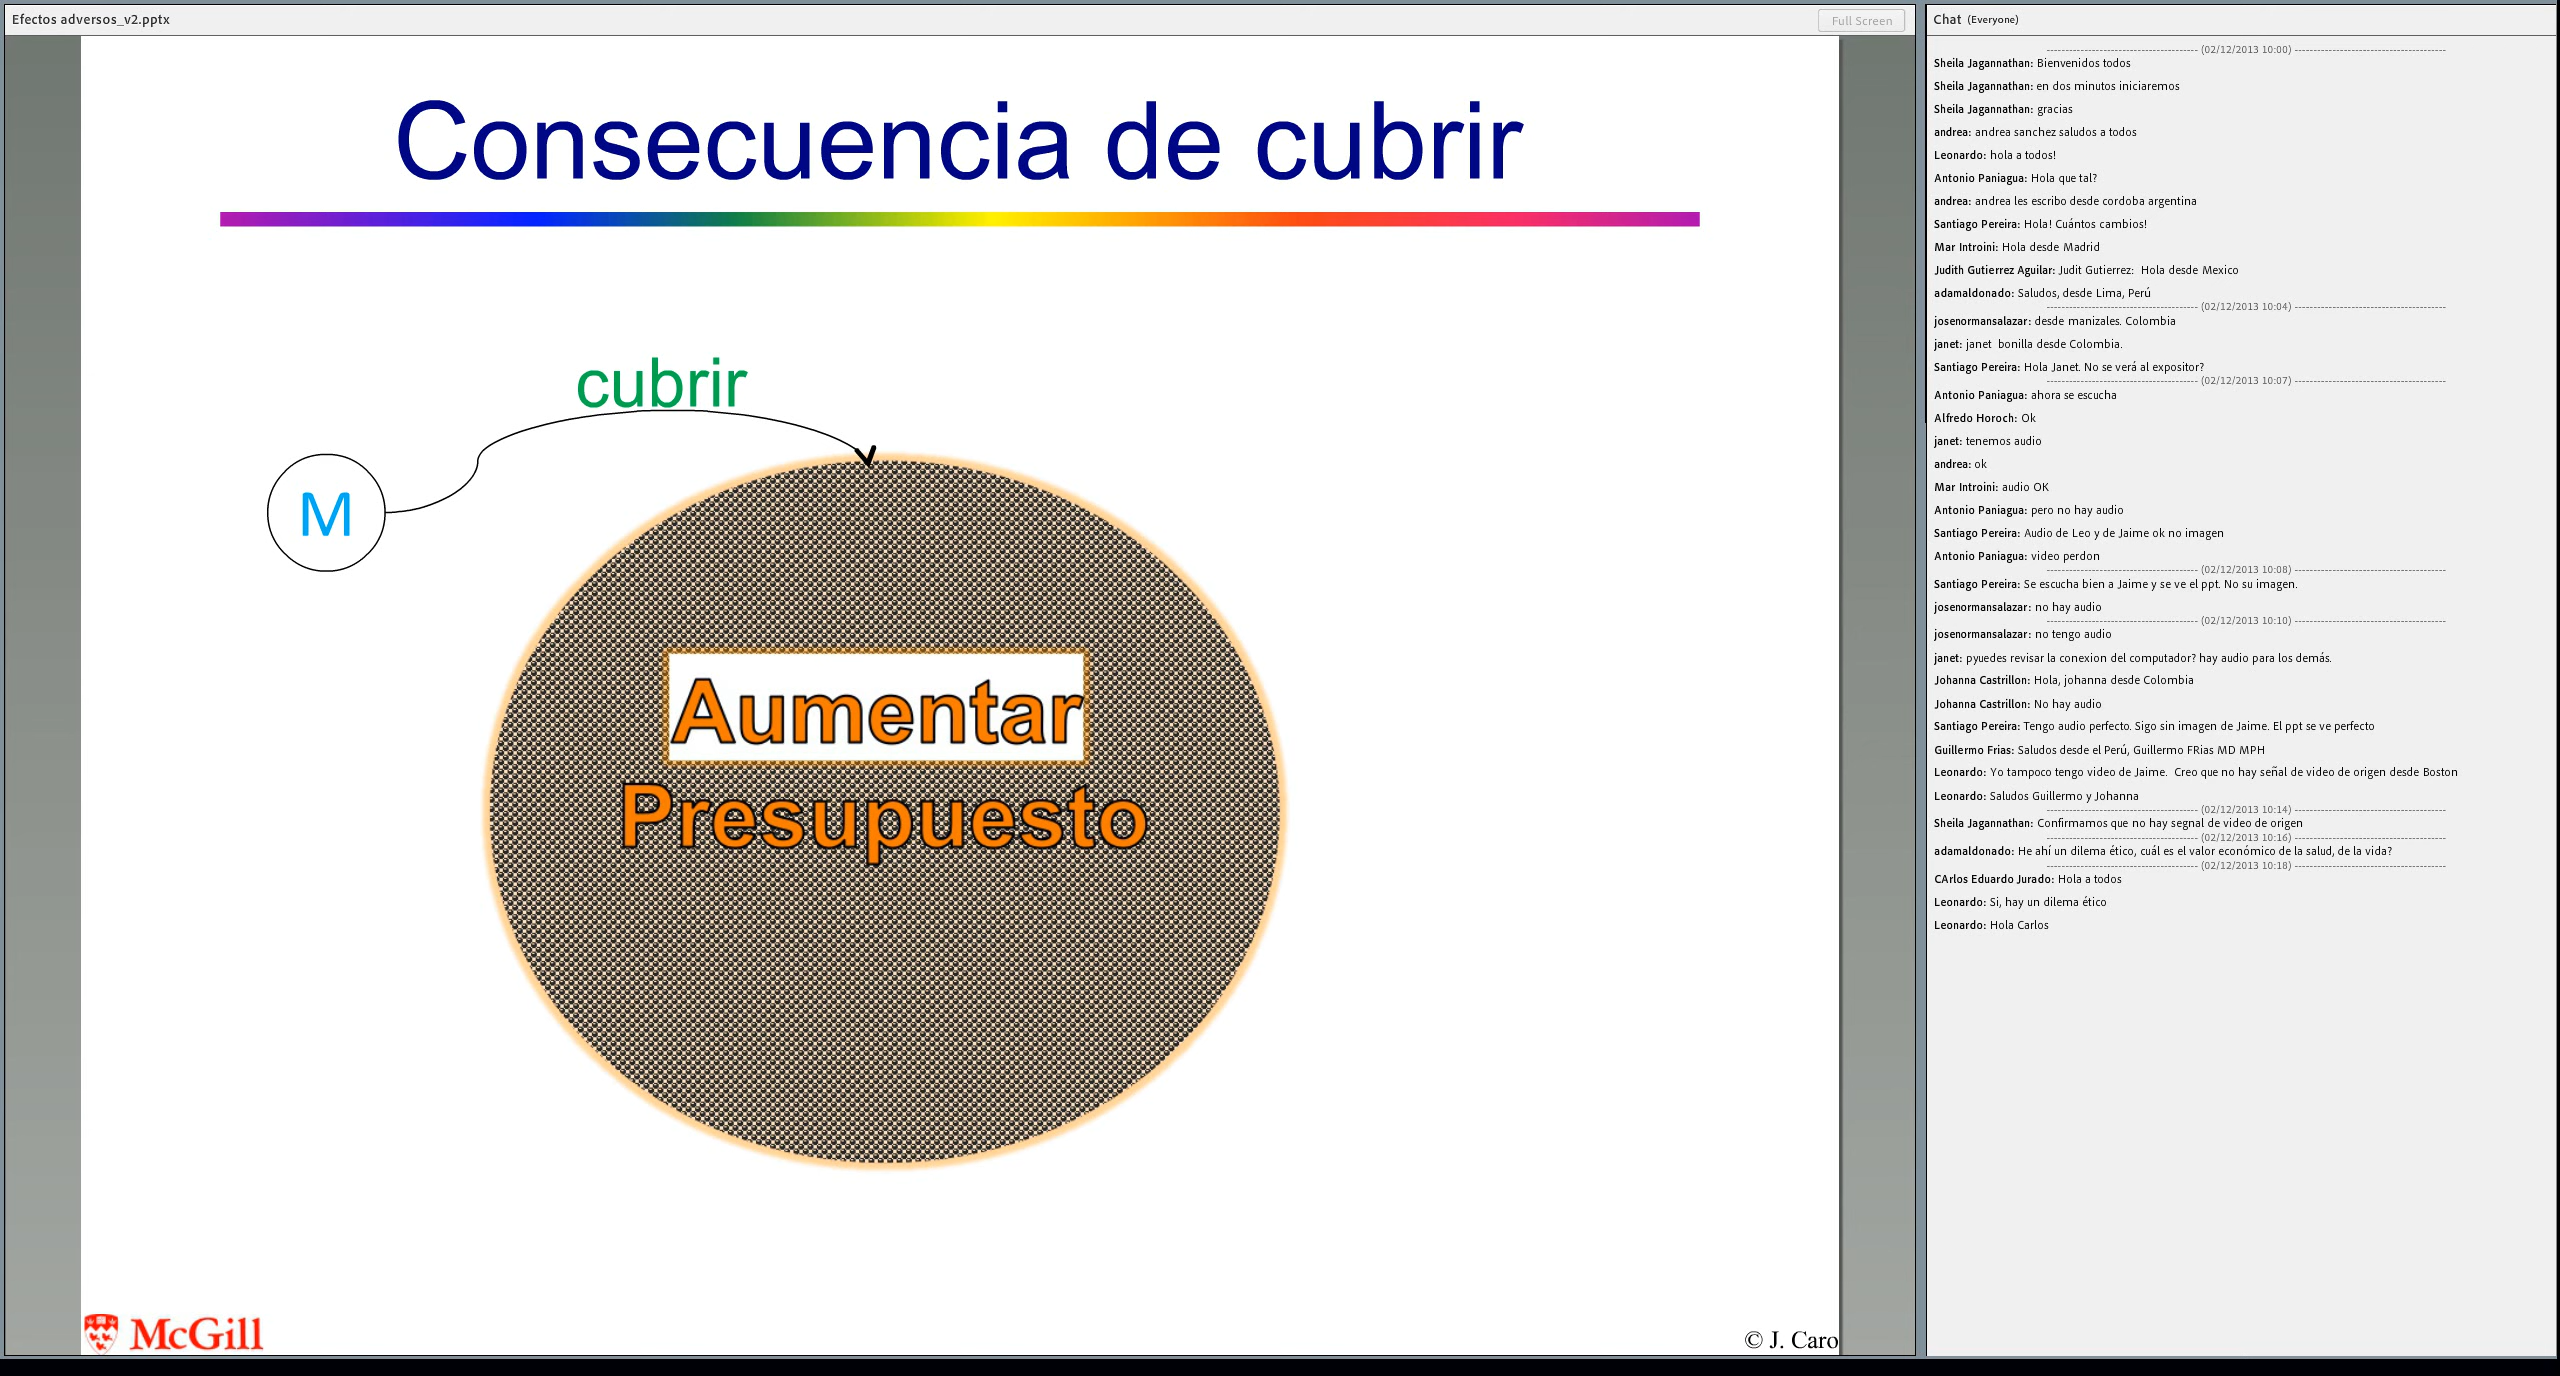 Efectos adversos_v2.pptx
Full Screen
Consecuencia de cubrir
cubrir
M
Aumentar
Presupuesto
McGill
© J. Caro
Chat (Everyone)
(02/12/2013 10:00)
Sheila Jagannathan: Bienvenidos todos
Sheila Jagannathan: en dos minutos iniciaremos
Sheila Jagannathan: gracias
andrea: andrea sanchez saludos a todos
Leonardo: hola a todos!
Antonio Paniagua: Hola que tal?
andrea: andrea les escribo desde cordoba argentina
Santiago Pereira: Hola! Cuántos cambios!
Mar Introini: Hola desde Madrid
Judith Gutierrez Aguilar: Judit Gutierrez: Hola desde Mexico
adamaldonado: Saludos, desde Lima, Perú
(02/12/2013 10:04)
josenormansalazar: desde manizales. Colombia
janet: janet bonilla desde Colombia.
Santiago Pereira: Hola Janet. No se verá al expositor?
(02/12/2013 10:07)
Antonio Paniagua: ahora se escucha
Alfredo Horoch: Ok
janet: tenemos audio
andrea: ok
Mar Introini: audio OK
Antonio Paniagua: pero no hay audio
Santiago Pereira: Audio de Leo y de Jaime ok no imagen
Antonio Paniagua: video perdon
(02/12/2013 10:08)
Santiago Pereira: Se escucha bien a Jaime y se ve el ppt. No su imagen.
josenormansalazar: no hay audio
(02/12/2013 10:10)
josenormansalazar: no tengo audio
janet: pyuedes revisar la conexion del computador? hay audio para los demás.
Johanna Castrillon: Hola, johanna desde Colombia
Johanna Castrillon: No hay audio
Santiago Pereira: Tengo audio perfecto. Sigo sin imagen de Jaime. El ppt se ve perfecto
Guillermo Frias: Saludos desde el Perú, Guillermo FRias MD MPH
Leonardo: Yo tampoco tengo video de Jaime. Creo que no hay señal de video de origen desde Boston
Leonardo: Saludos Guillermo y Johanna
(02/12/2013 10:14)
Sheila Jagannathan: Confirmamos que no hay segnal de video de origen
(02/12/2013 10:16)
adamaldonado: He ahí un dilema ético, cuál es el valor económico de la salud, de la vida?
(02/12/2013 10:18)
CArlos Eduardo Jurado: Hola a todos
Leonardo: Si, hay un dilema ético
Leonardo: Hola Carlos